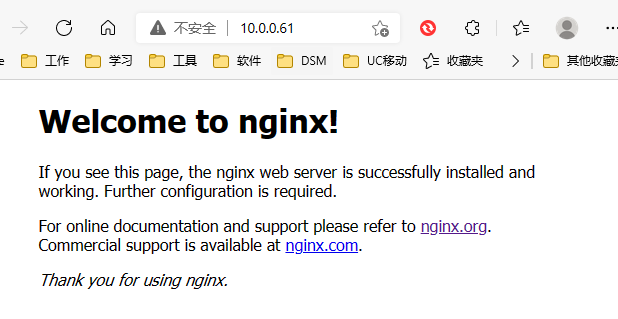 不安全 10.0.0.61
e 工作 学习 工具 软件 DSM UC移动 收藏夹 其他收藏夹
Welcome to nginx!
If you see this page, the nginx web server is successfully installed and
working. Further configuration is required.
For online documentation and support please refer to nginx.org.
Commercial support is available at nginx.com.
Thank you for using nginx.